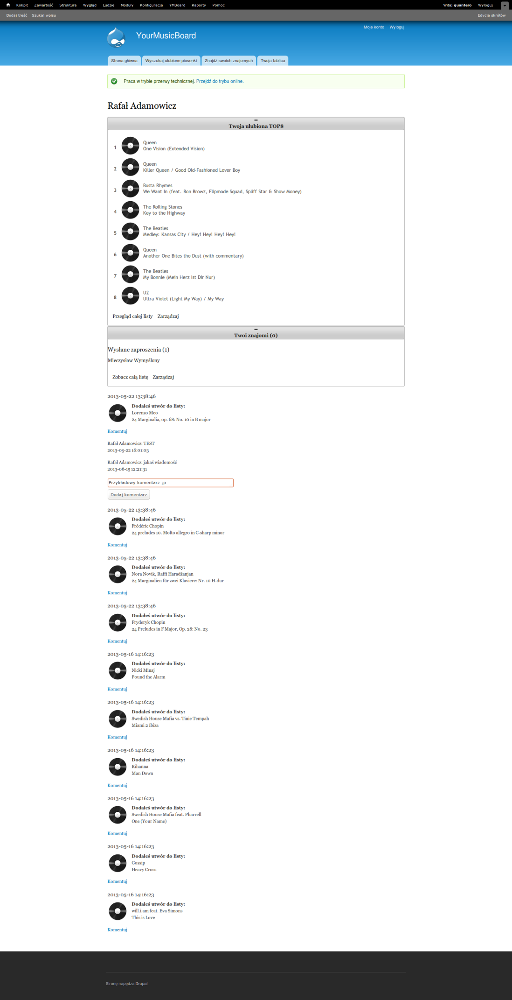 Kokpit Zawartość Struktura Wygląd Ludzie Moduły Konfiguracja YMBoard Raporty Pomoc Witaj quantero Wyloguj
Dodaj treść Szukaj wpisu Edycja skrótów
Moje konto Wyloguj
YourMusicBoard
Strona główna Wyszukaj ulubione piosenki Znajdź swoich znajomych Twoja tablica
Praca w trybie przerwy technicznej. Przejdź do trybu online.
Rafał Adamowicz
Twoja ulubiona TOP8
1 Queen
One Vision (Extended Vision)
2 Queen
Killer Queen / Good Old-Fashioned Lover Boy
3 Busta Rhymes
We Want In (feat. Ron Browz, Flipmode Squad, Spliff Star & Show Money)
4 The Rolling Stones
Key to the Highway
5 The Beatles
Medley: Kansas City / Hey! Hey! Hey! Hey!
6 Queen
Another One Bites the Dust (with commentary)
7 The Beatles
My Bonnie (Mein Herz Ist Dir Nur)
8 U2
Ultra Violet (Light My Way) / My Way
Przegląd całej listy Zarządzaj
Twoi znajomi (0)
Wysłane zaproszenia (1)
Mieczysław Wymyślony
Zobacz całą listę Zarządzaj
2013-05-22 13:38:46
Dodałeś utwór do listy:
Lorenzo Meo
24 Marginalia, op. 68: No. 10 in B major
Komentuj
Rafał Adamowicz: TEST
2013-05-22 16:01:03
Rafał Adamowicz: jakaś wiadomość
2013-06-15 12:21:31
Przykładowy komentarz ;p
Dodaj komentarz
2013-05-22 13:38:46
Dodałeś utwór do listy:
Frédéric Chopin
24 preludes 10. Molto allegro in C-sharp minor
Komentuj
2013-05-22 13:38:46
Dodałeś utwór do listy:
Nora Novik, Raffi Haradžanjan
24 Marginalien für zwei Klaviere: Nr. 10 H-dur
Komentuj
2013-05-22 13:38:46
Dodałeś utwór do listy:
Fryderyk Chopin
24 Preludes in F Major, Op. 28: No. 23
Komentuj
2013-05-16 14:16:23
Dodałeś utwór do listy:
Nicki Minaj
Pound the Alarm
Komentuj
2013-05-16 14:16:23
Dodałeś utwór do listy:
Swedish House Mafia vs. Tinie Tempah
Miami 2 Ibiza
Komentuj
2013-05-16 14:16:23
Dodałeś utwór do listy:
Rihanna
Man Down
Komentuj
2013-05-16 14:16:23
Dodałeś utwór do listy:
Swedish House Mafia feat. Pharrell
One (Your Name)
Komentuj
2013-05-16 14:16:23
Dodałeś utwór do listy:
Gossip
Heavy Cross
Komentuj
2013-05-16 14:16:23
Dodałeś utwór do listy:
will.i.am feat. Eva Simons
This is Love
Komentuj
Stronę napędza Drupal